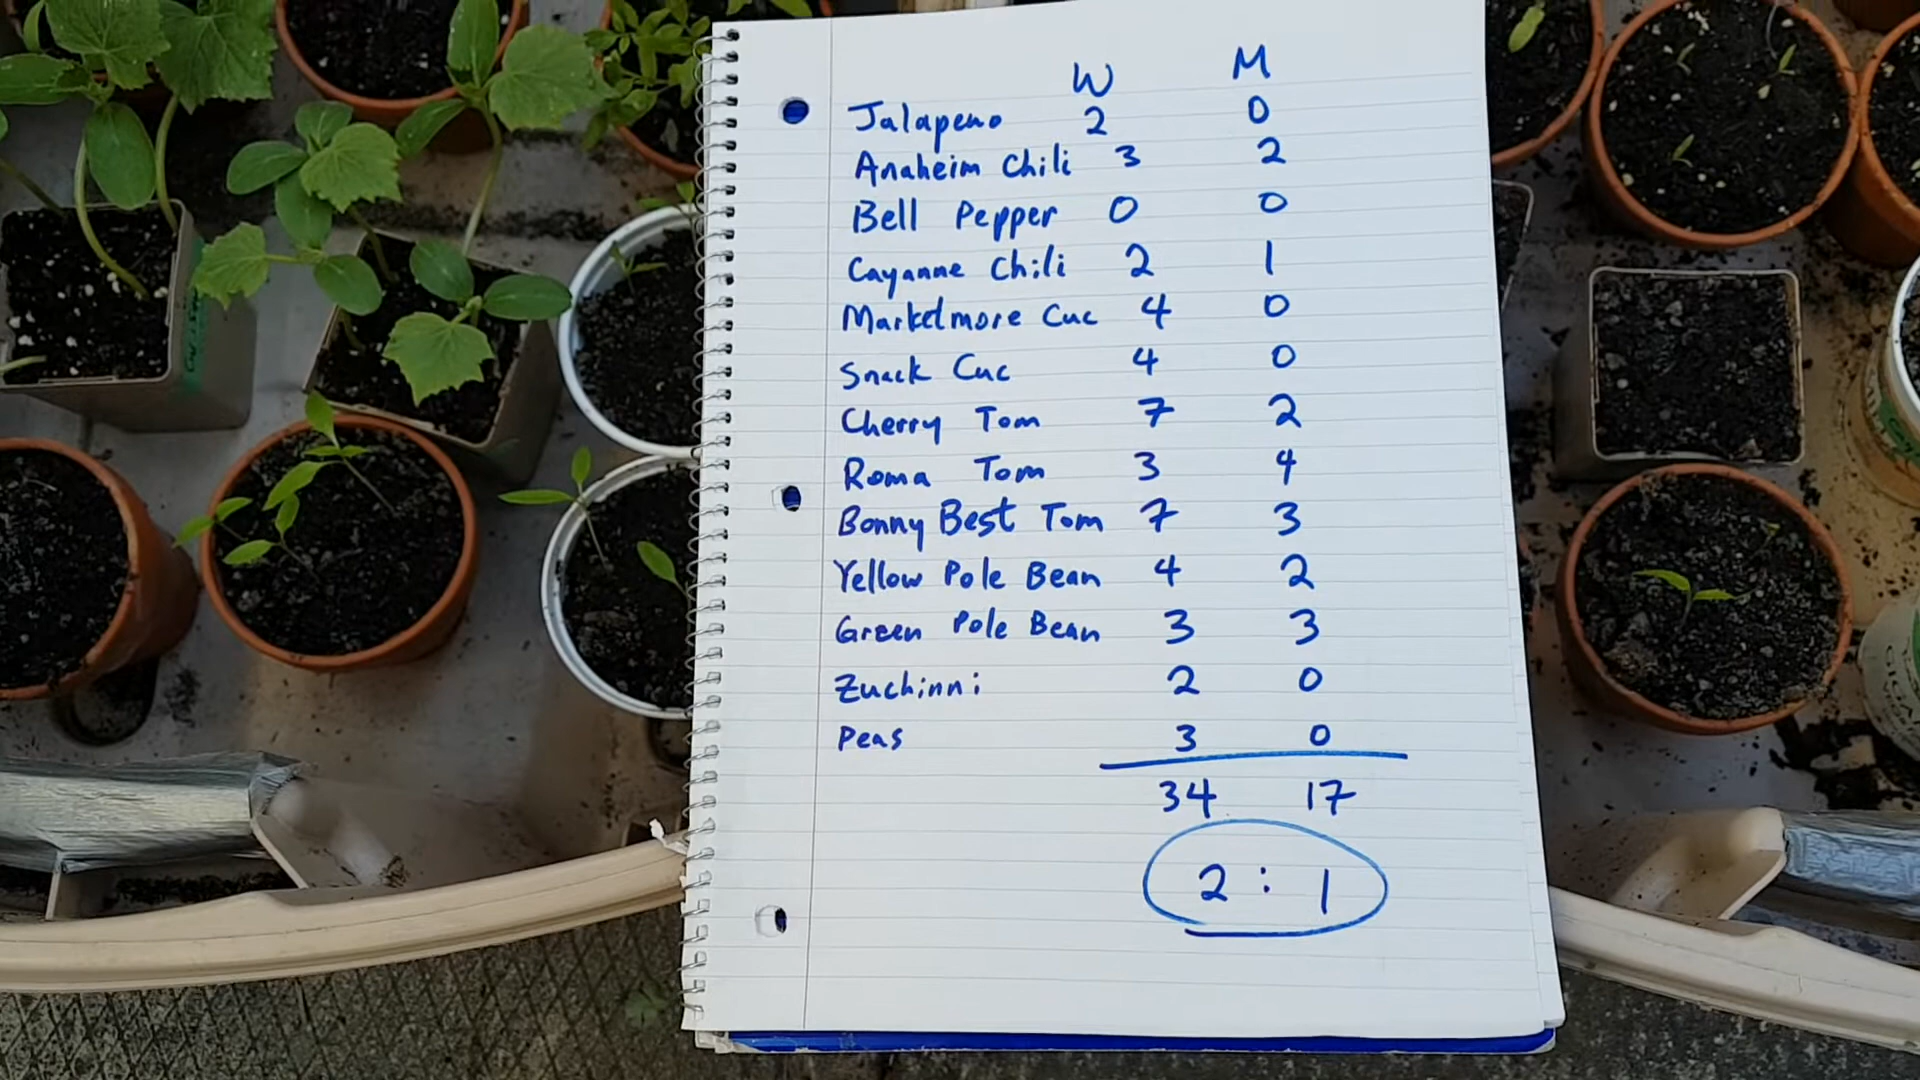 W M
Jalapeno 2 0
Anaheim Chili 3 2
Bell Pepper 0 0
Cayanne Chili 2 1
Marketmore Cuc 4 0
Snack Cuc 4 0
Cherry Tom 7 2
Roma Tom 3 4
Bonny Best Tom 7 3
Yellow Pole Bean 4 2
Green Pole Bean 3 3
Zuchinni 2 0
Peas 3 0
34 17
2 : 1